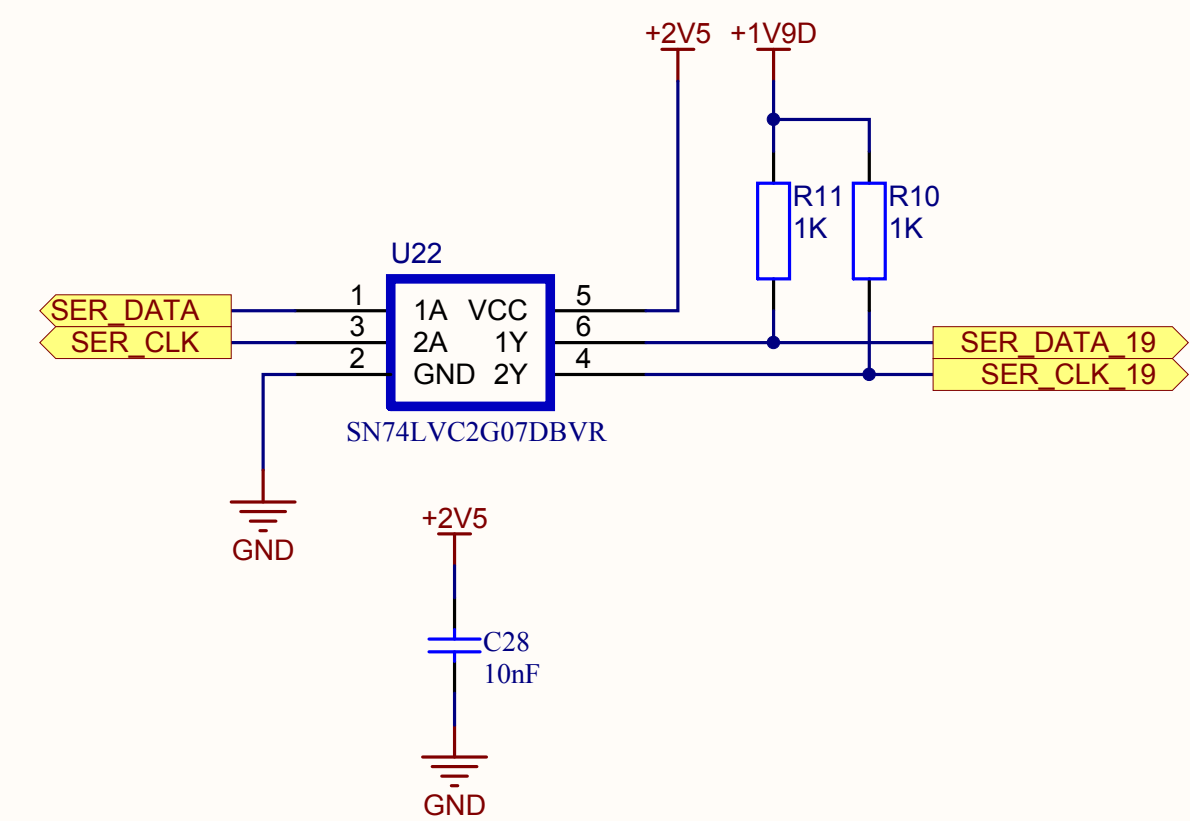 +2V5 +1V9D
R11 R10
1K 1K
U22
SER_DATA 1 1A VCC 5
SER_CLK 3 2A 1Y 6 SER_DATA_19
2 GND 2Y 4 SER_CLK_19
SN74LVC2G07DBVR
GND
+2V5
C28
10nF
GND